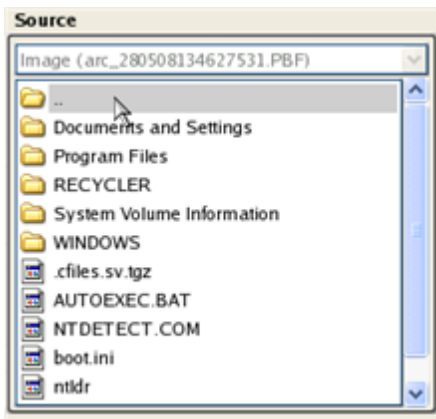 Source
Image (arc_280508134627531.PBF)
..
Documents and Settings
Program Files
RECYCLER
System Volume Information
WINDOWS
.cfiles.sv.tgz
AUTOEXEC.BAT
NTDETECT.COM
boot.ini
ntldr